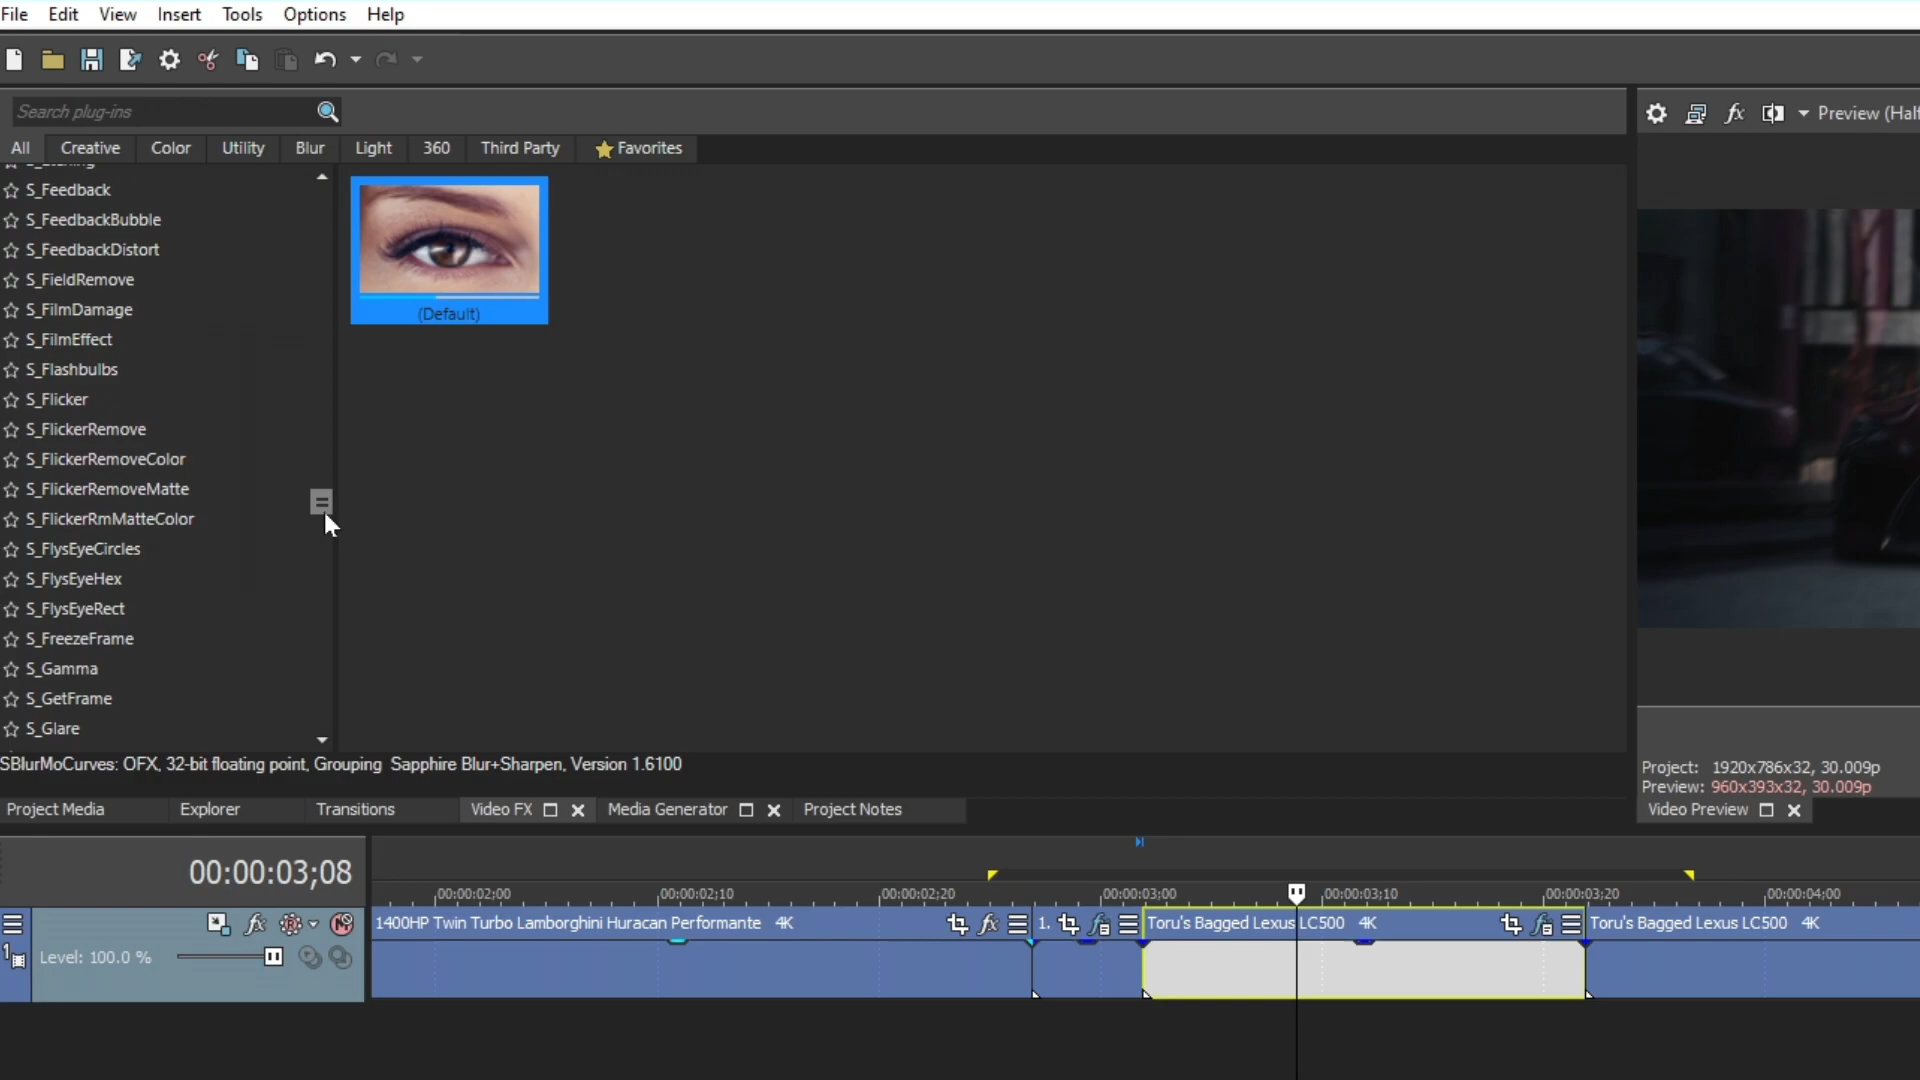 File Edit View Insert Tools Options Help
Search plug-ins
Preview (Half
All Creative Color Utility Blur Light 360 Third Party Favorites
S_Feedback
S_FeedbackBubble
S_FeedbackDistort
S_FieldRemove
S_FilmDamage
S_FilmEffect
S_Flashbulbs
S_Flicker
S_FlickerRemove
S_FlickerRemoveColor
S_FlickerRemoveMatte
S_FlickerRmMatteColor
S_FlysEyeCircles
S_FlysEyeHex
S_FlysEyeRect
S_FreezeFrame
S_Gamma
S_GetFrame
S_Glare
(Default)
SBlurMoCurves: OFX, 32-bit floating point, Grouping Sapphire Blur+Sharpen, Version 1.6100
Project: 1920x786x32, 30.009p
Preview: 960x393x32, 30.009p
Project Media Explorer Transitions Video FX Media Generator Project Notes Video Preview
00:00:03;08
00:00:02;00 00:00:02;10 00:00:02;20 00:00:03;00 00:00:03;10 00:00:03;20 00:00:04;00
1400HP Twin Turbo Lamborghini Huracan Performante 4K 1. Toru's Bagged Lexus LC500 4K Toru's Bagged Lexus LC500 4K
1 Level: 100.0 %